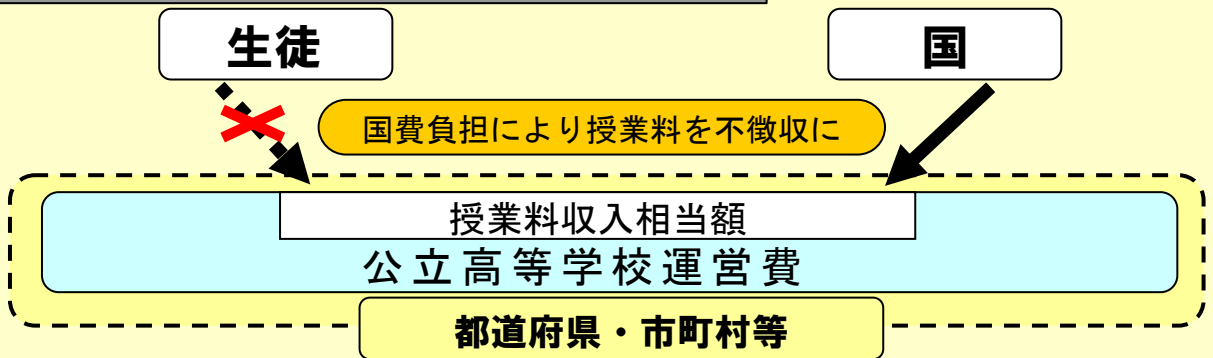 生徒
国
国費負担により授業料を不徴収に
授業料収入相当額
公立高等学校運営費
都道府県・市町村等